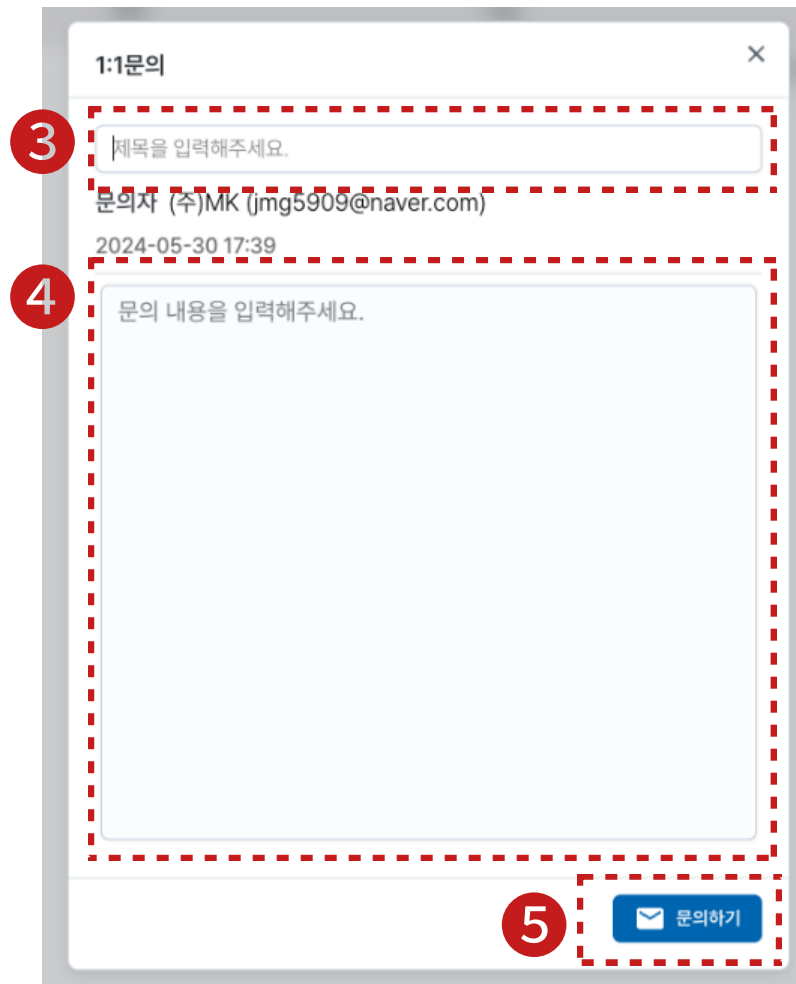 1:1문의
3
제목을 입력해주세요.
문의자 (주)MK (jmg5909@naver.com)
2024-05-30 17:39
4
문의 내용을 입력해주세요.
5
문의하기